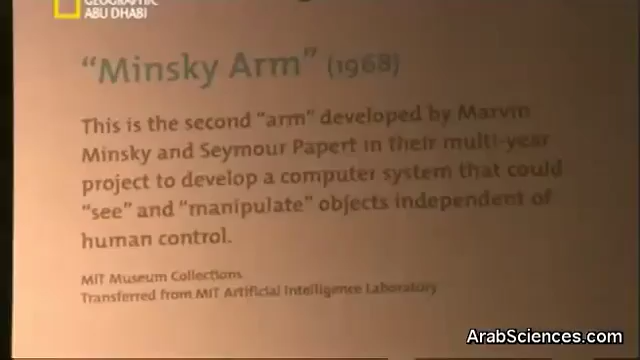 GEOGRAPHIC
ABU DHABI
“Minsky Arm” (1968)
This is the second “arm” developed by Marvin
Minsky and Seymour Papert in their multi-year
project to develop a computer system that could
“see” and “manipulate” objects independent of
human control.
MIT Museum Collections
Transferred from MIT Artificial Intelligence Laboratory
ArabSciences.com